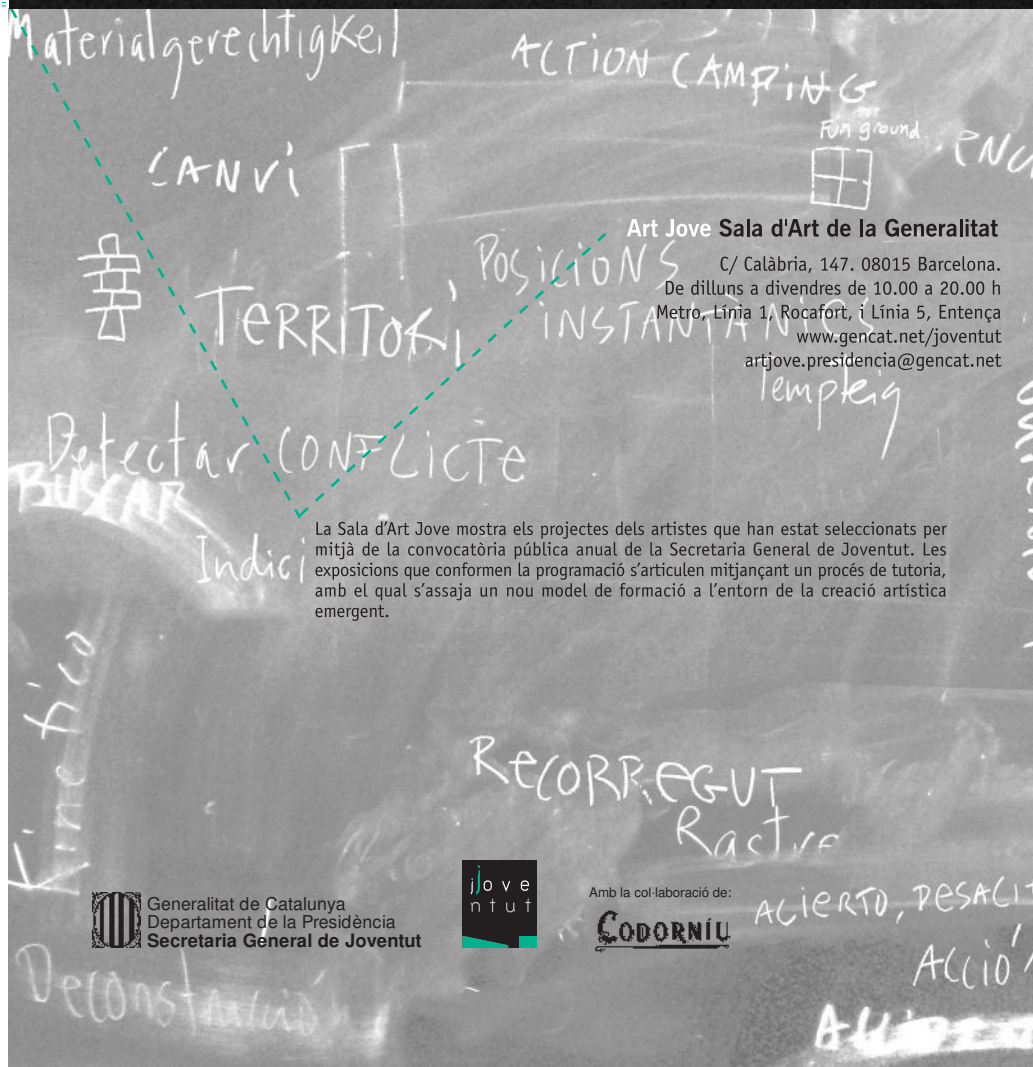 Materialgerechtigkeit
ACTION CAMPING
Fun ground
CANVI
Art Jove Sala d'Art de la Generalitat
POSICIONS
C/ Calàbria, 147. 08015 Barcelona.
De dilluns a divendres de 10.00 a 20.00 h
TERRITORI
INSTANTÀNIES
Metro, Línia 1, Rocafort, i Línia 5, Entença
www.gencat.net/joventut
artjove.presidencia@gencat.net
Tempteig
Detectar CONFLICTE
BUSCAR
Indici
La Sala d'Art Jove mostra els projectes dels artistes que han estat seleccionats per
mitjà de la convocatòria pública anual de la Secretaria General de Joventut. Les
exposicions que conformen la programació s'articulen mitjançant un procés de tutoria,
amb el qual s'assaja un nou model de formació a l'entorn de la creació artística
emergent.
Kinetico
RECORREGUT
Rastre
jove
ntut
Generalitat de Catalunya
Departament de la Presidència
Secretaria General de Joventut
Amb la col·laboració de:
CODORNÍU
ACIERTO, DESACI
ACCIÓ